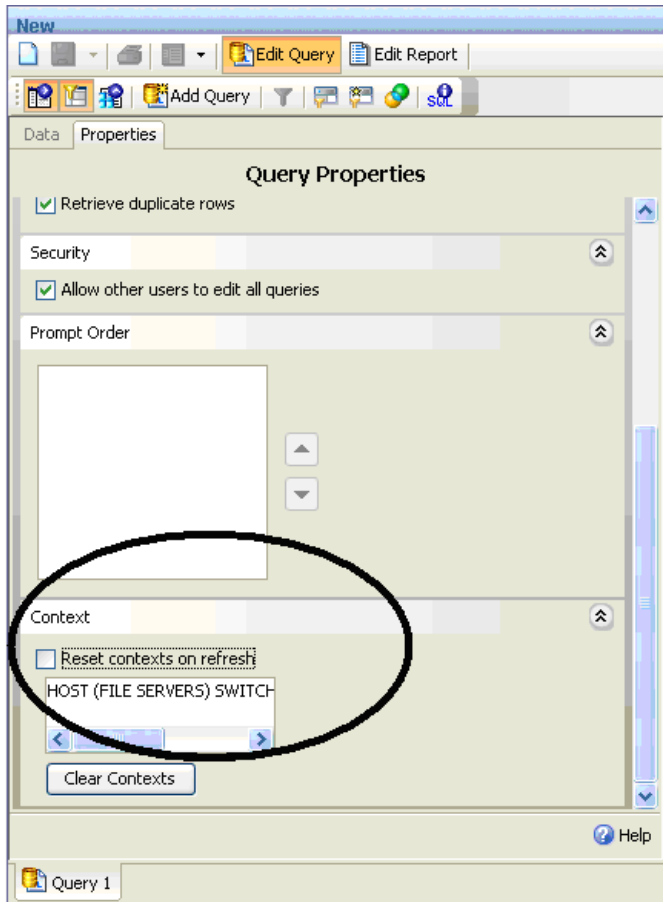 New
Edit Query Edit Report
Add Query SQL
Data Properties
Query Properties
Retrieve duplicate rows
Security
Allow other users to edit all queries
Prompt Order
Context
Reset contexts on refresh
HOST (FILE SERVERS) SWITCH
Clear Contexts
Help
Query 1